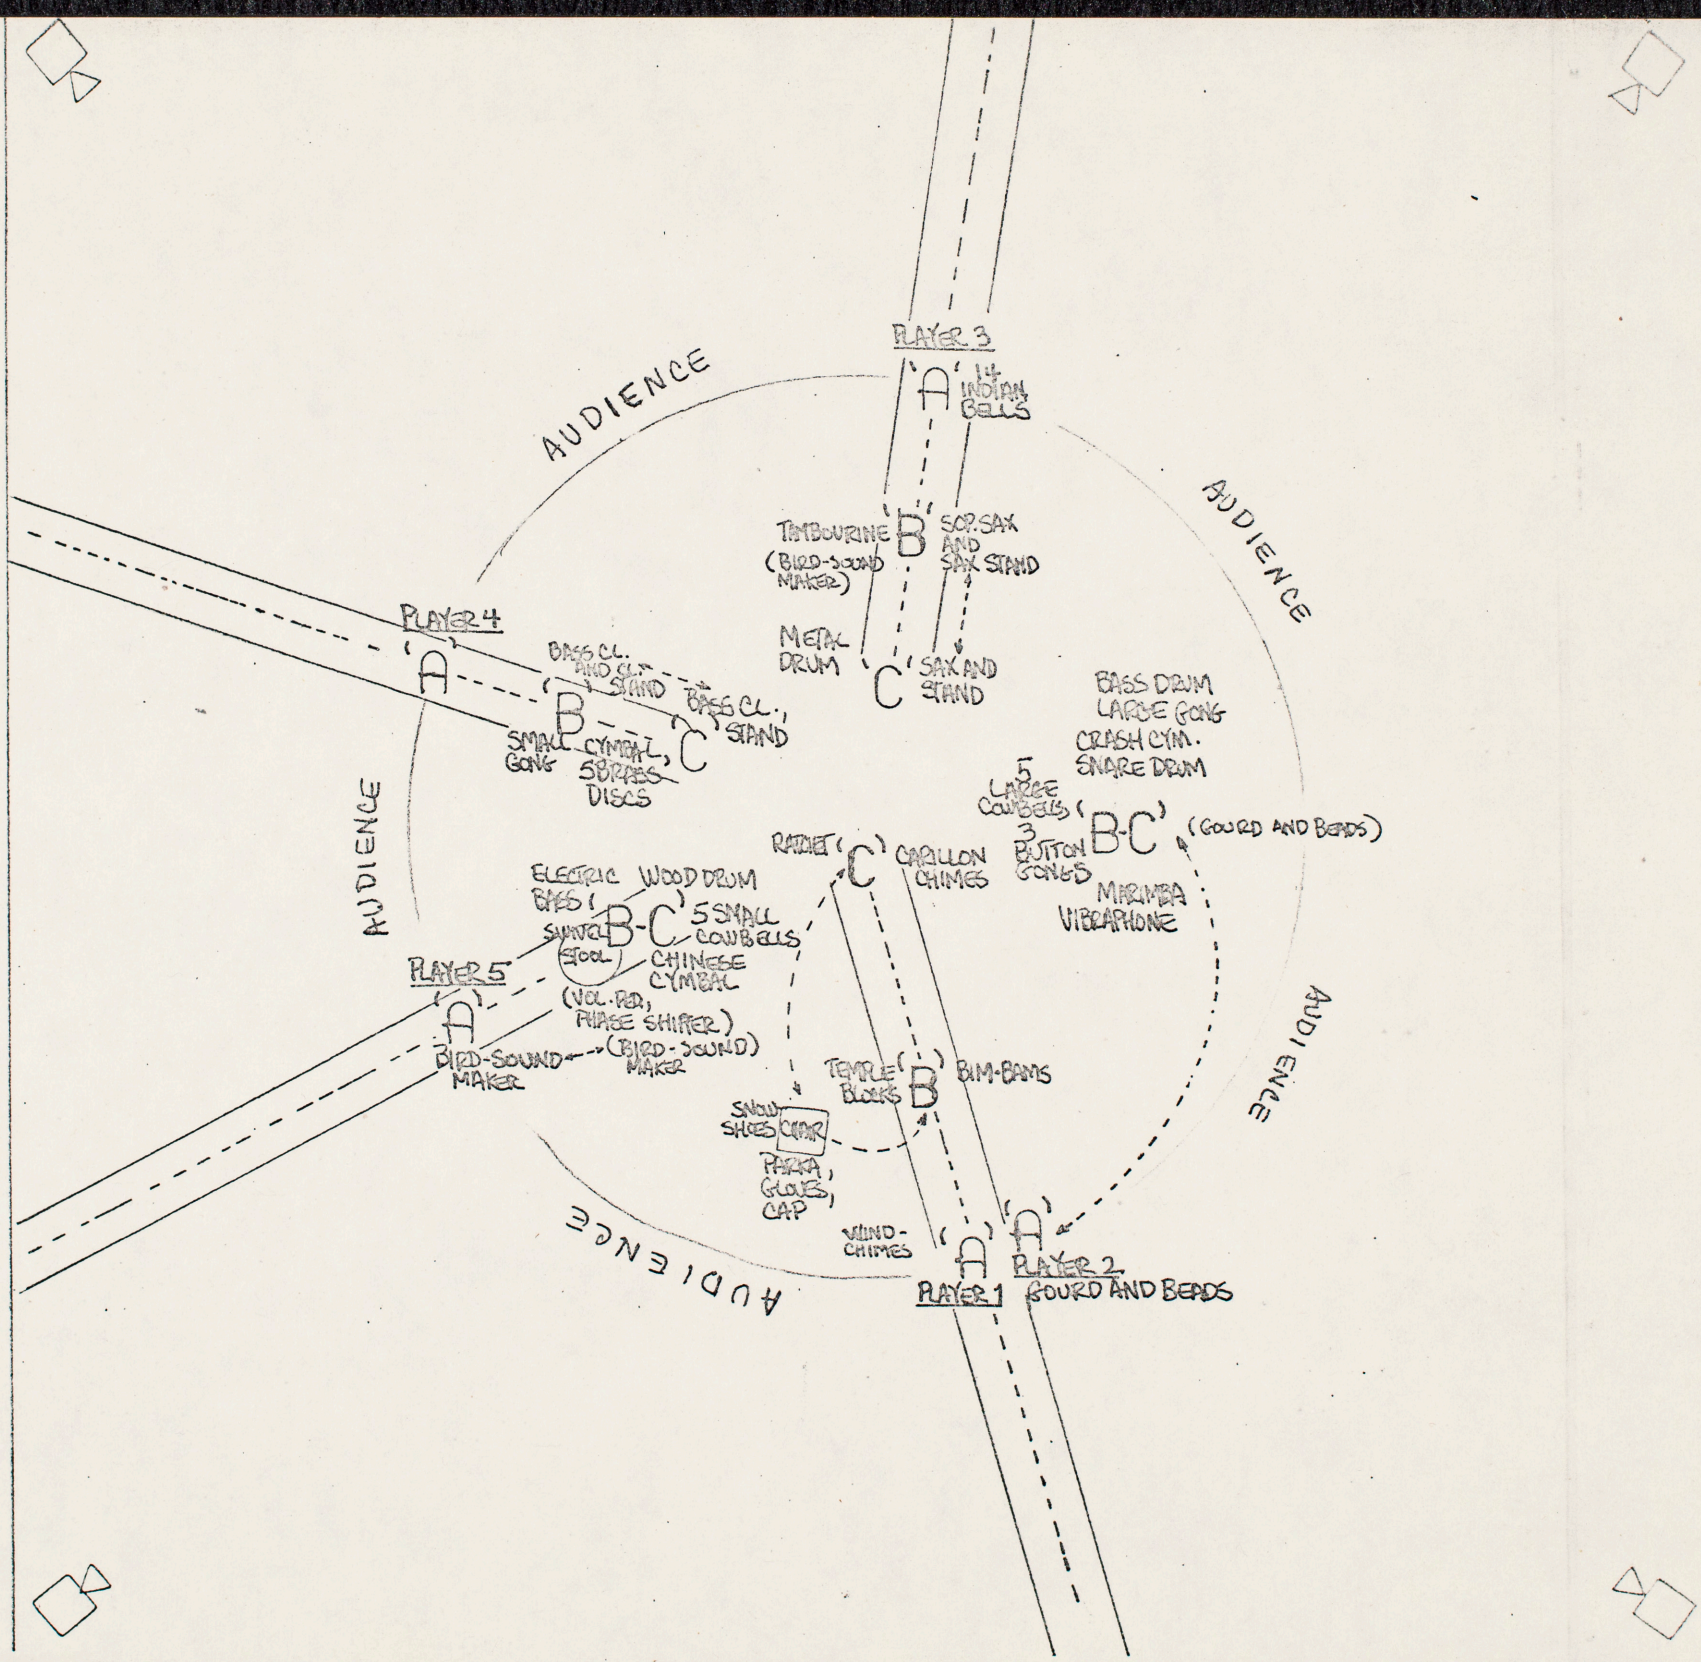 PLAYER 3
'A'
14
INDIAN
BELLS
AUDIENCE
AUDIENCE
TAMBOURINE
(BIRD-SOUND
MAKER)
'B'
SOP. SAX
AND
SAX STAND
METAL
DRUM
'C'
SAX AND
STAND
PLAYER 4
'A'
BASS CL.
AND CL.
STAND
'B'
SMALL
GONG
CYMBAL,
5 BRASS
DISCS
'C'
BASS CL.,
STAND
BASS DRUM
LARGE GONG
CRASH CYM.
SNARE DRUM
5
LARGE
COWBELLS
3
BUTTON
GONGS
'B-C'
(GOURD AND BEADS)
MARIMBA
VIBRAPHONE
AUDIENCE
RATCHET
'C'
CARILLON
CHIMES
ELECTRIC
BASS
WOOD DRUM
'B-C'
5 SMALL
COWBELLS
SWIVEL
STOOL
CHINESE
CYMBAL
(VOL. PED,
PHASE SHIFTER)
PLAYER 5
'A'
BIRD-SOUND
MAKER
(BIRD-SOUND)
MAKER
AUDIENCE
TEMPLE
BLOCKS
'B'
BIM-BAMS
SNOW
SHOES
CHAIR
PARKA,
GLOVES,
CAP
AUDIENCE
WIND-
CHIMES
'A'
PLAYER 1
'A'
PLAYER 2
GOURD AND BEADS